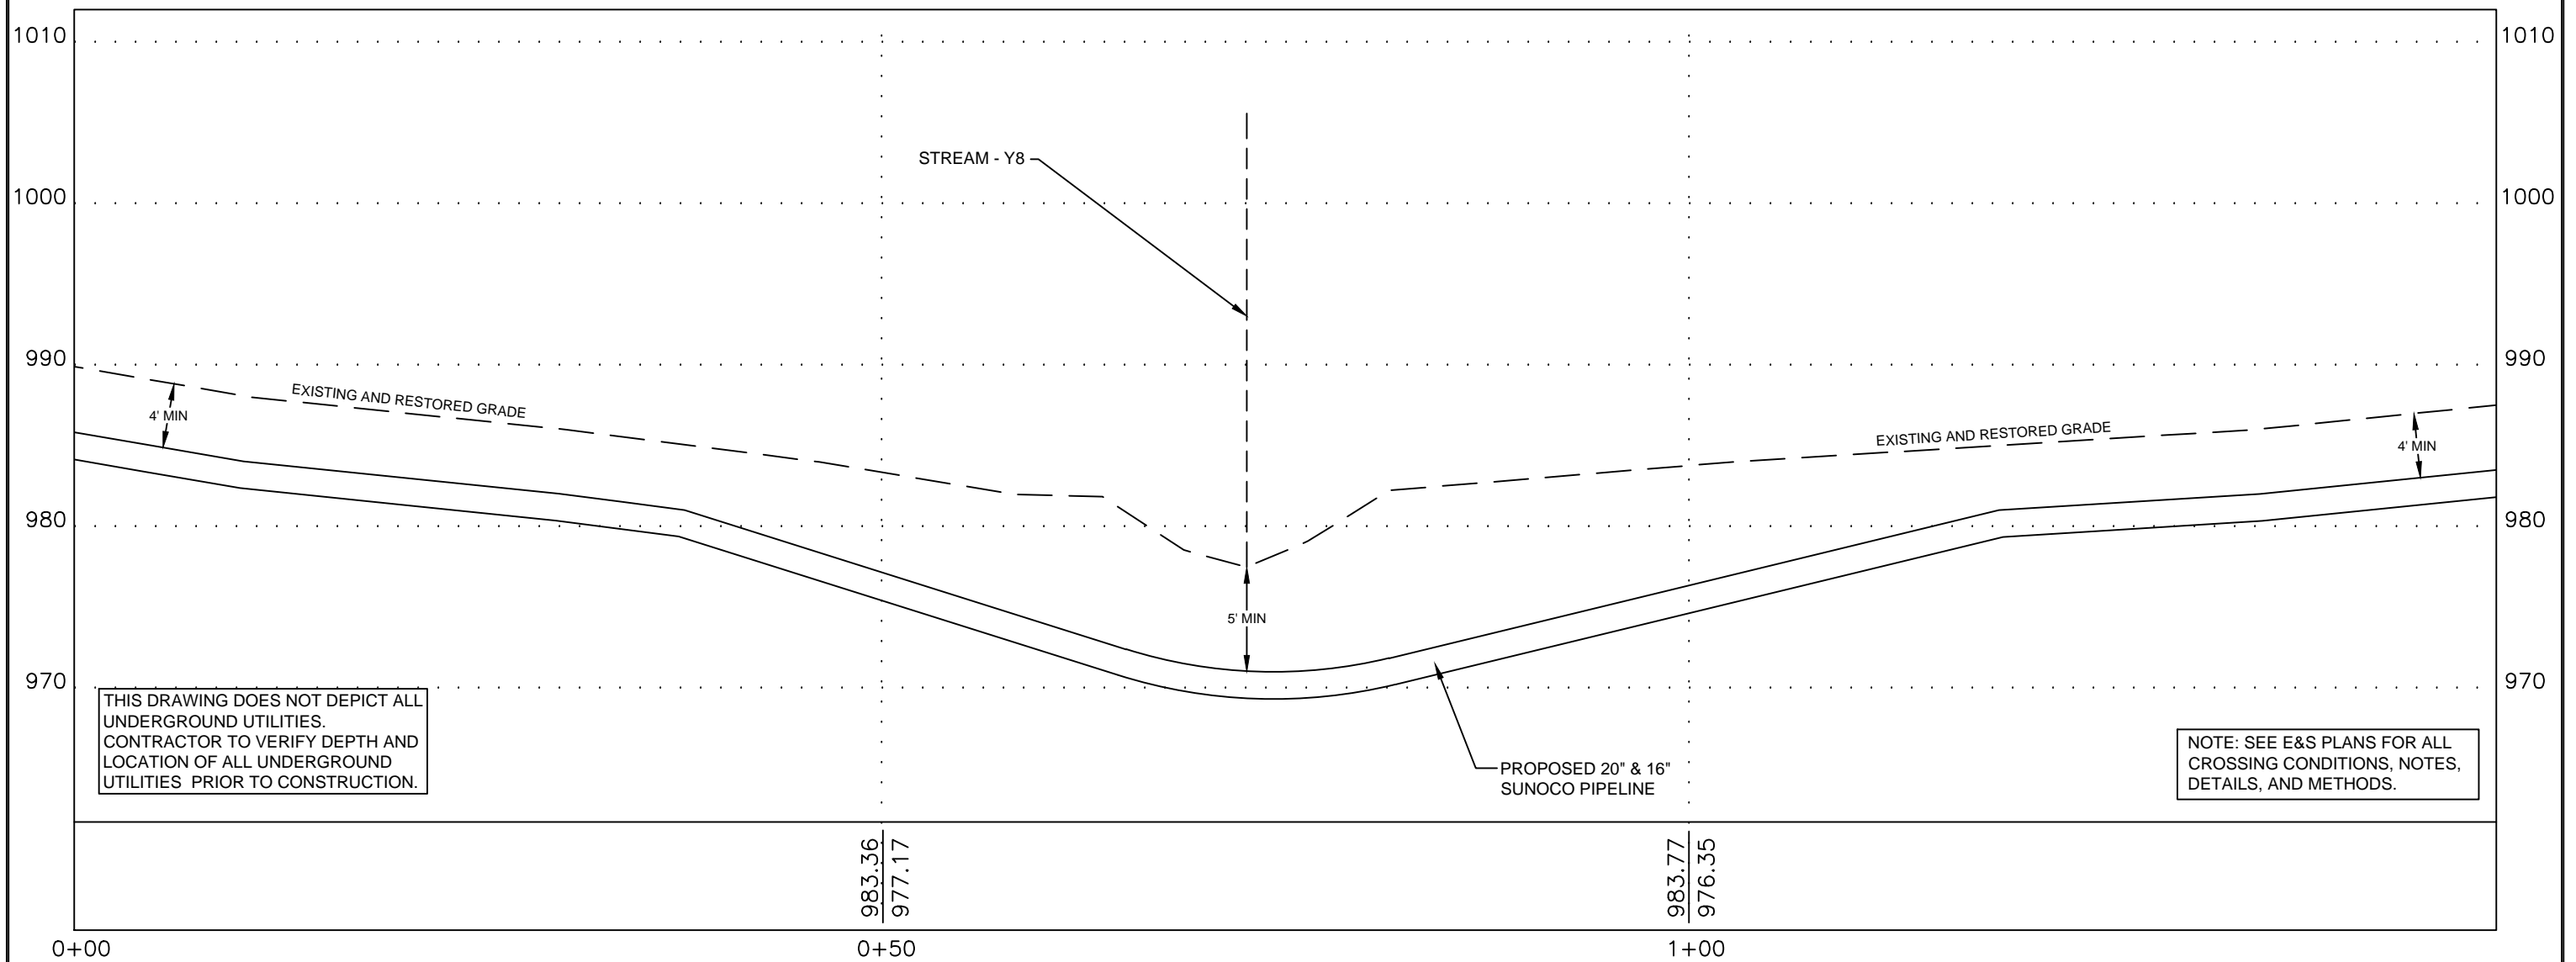 1010
1010
STREAM - Y8
1000
1000
990
990
EXISTING AND RESTORED GRADE
4' MIN
EXISTING AND RESTORED GRADE
4' MIN
980
980
5' MIN
970
970
THIS DRAWING DOES NOT DEPICT ALL
UNDERGROUND UTILITIES.
CONTRACTOR TO VERIFY DEPTH AND
LOCATION OF ALL UNDERGROUND
UTILITIES PRIOR TO CONSTRUCTION.
PROPOSED 20" & 16"
SUNOCO PIPELINE
NOTE: SEE E&S PLANS FOR ALL
CROSSING CONDITIONS, NOTES,
DETAILS, AND METHODS.
983.36
977.17
983.77
976.35
0+00
0+50
1+00